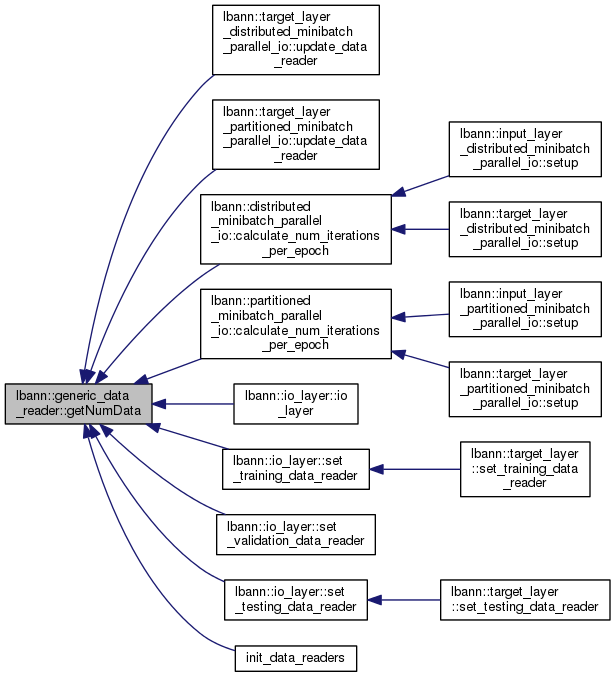 lbann::target_layer
_distributed_minibatch
_parallel_io::update_data
_reader
lbann::target_layer
_partitioned_minibatch
_parallel_io::update_data
_reader
lbann::distributed
_minibatch_parallel
_io::calculate_num_iterations
_per_epoch
lbann::input_layer
_distributed_minibatch
_parallel_io::setup
lbann::target_layer
_distributed_minibatch
_parallel_io::setup
lbann::partitioned
_minibatch_parallel
_io::calculate_num_iterations
_per_epoch
lbann::input_layer
_partitioned_minibatch
_parallel_io::setup
lbann::target_layer
_partitioned_minibatch
_parallel_io::setup
lbann::generic_data
_reader::getNumData
lbann::io_layer::io
_layer
lbann::io_layer::set
_training_data_reader
lbann::target_layer
::set_training_data
_reader
lbann::io_layer::set
_validation_data_reader
lbann::io_layer::set
_testing_data_reader
lbann::target_layer
::set_testing_data_reader
init_data_readers